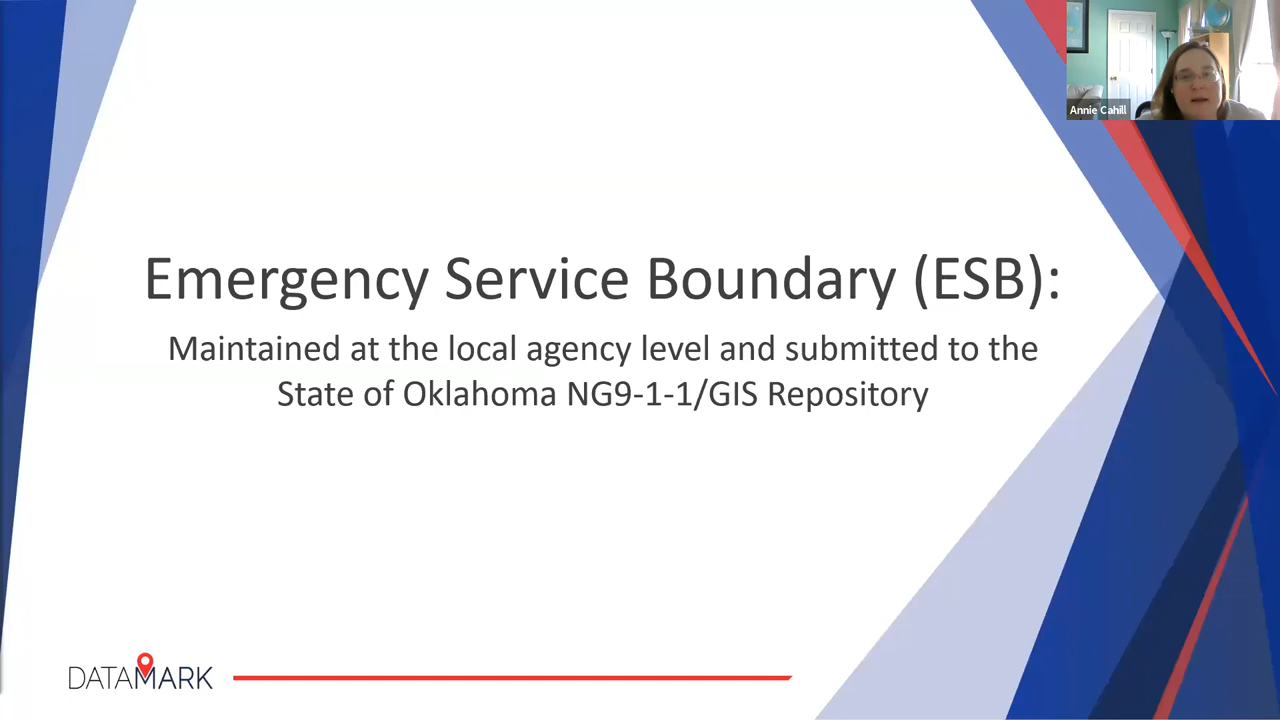 Annie Cahill
Emergency Service Boundary (ESB):
Maintained at the local agency level and submitted to the
State of Oklahoma NG9-1-1/GIS Repository
DATAMARK